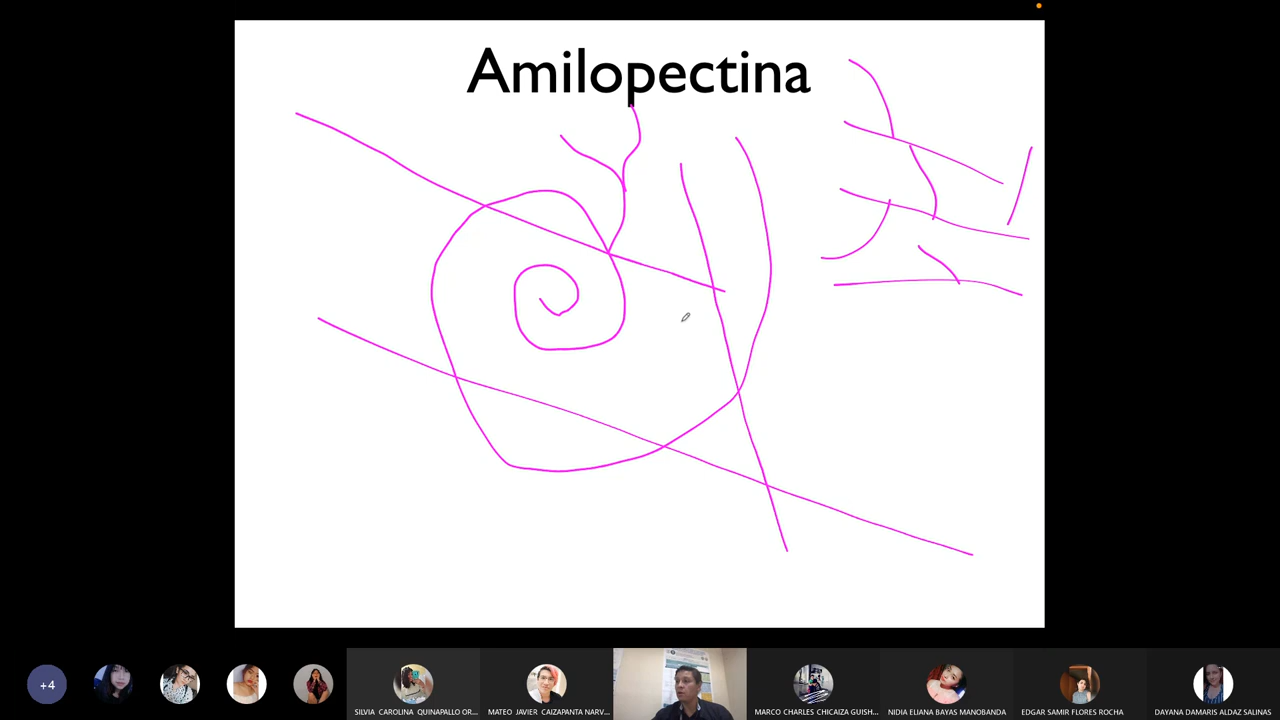 Amilopectina
+4
SILVIA CAROLINA QUINAPALLO OR...
MATEO JAVIER CAIZAPANTA NARV...
MARCO CHARLES CHICAIZA GUISH...
NIDIA ELIANA BAYAS MANOBANDA
EDGAR SAMIR FLORES ROCHA
DAYANA DAMARIS ALDAZ SALINAS